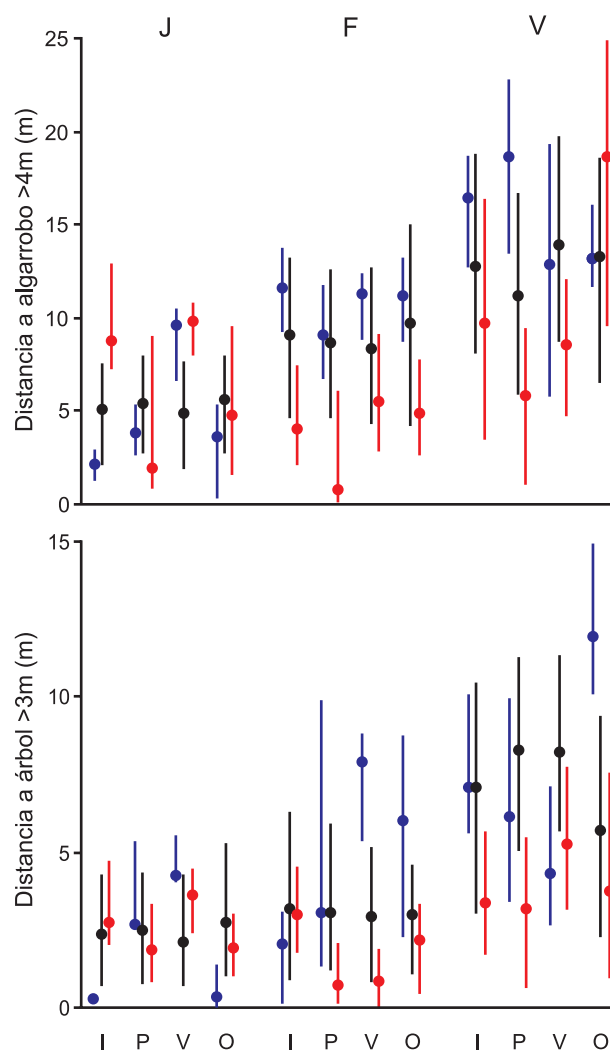 J F V
Distancia a algarrobo >4m (m)
25
20
15
10
5
0
Distancia a árbol >3m (m)
15
10
5
0
I P V O I P V O I P V O